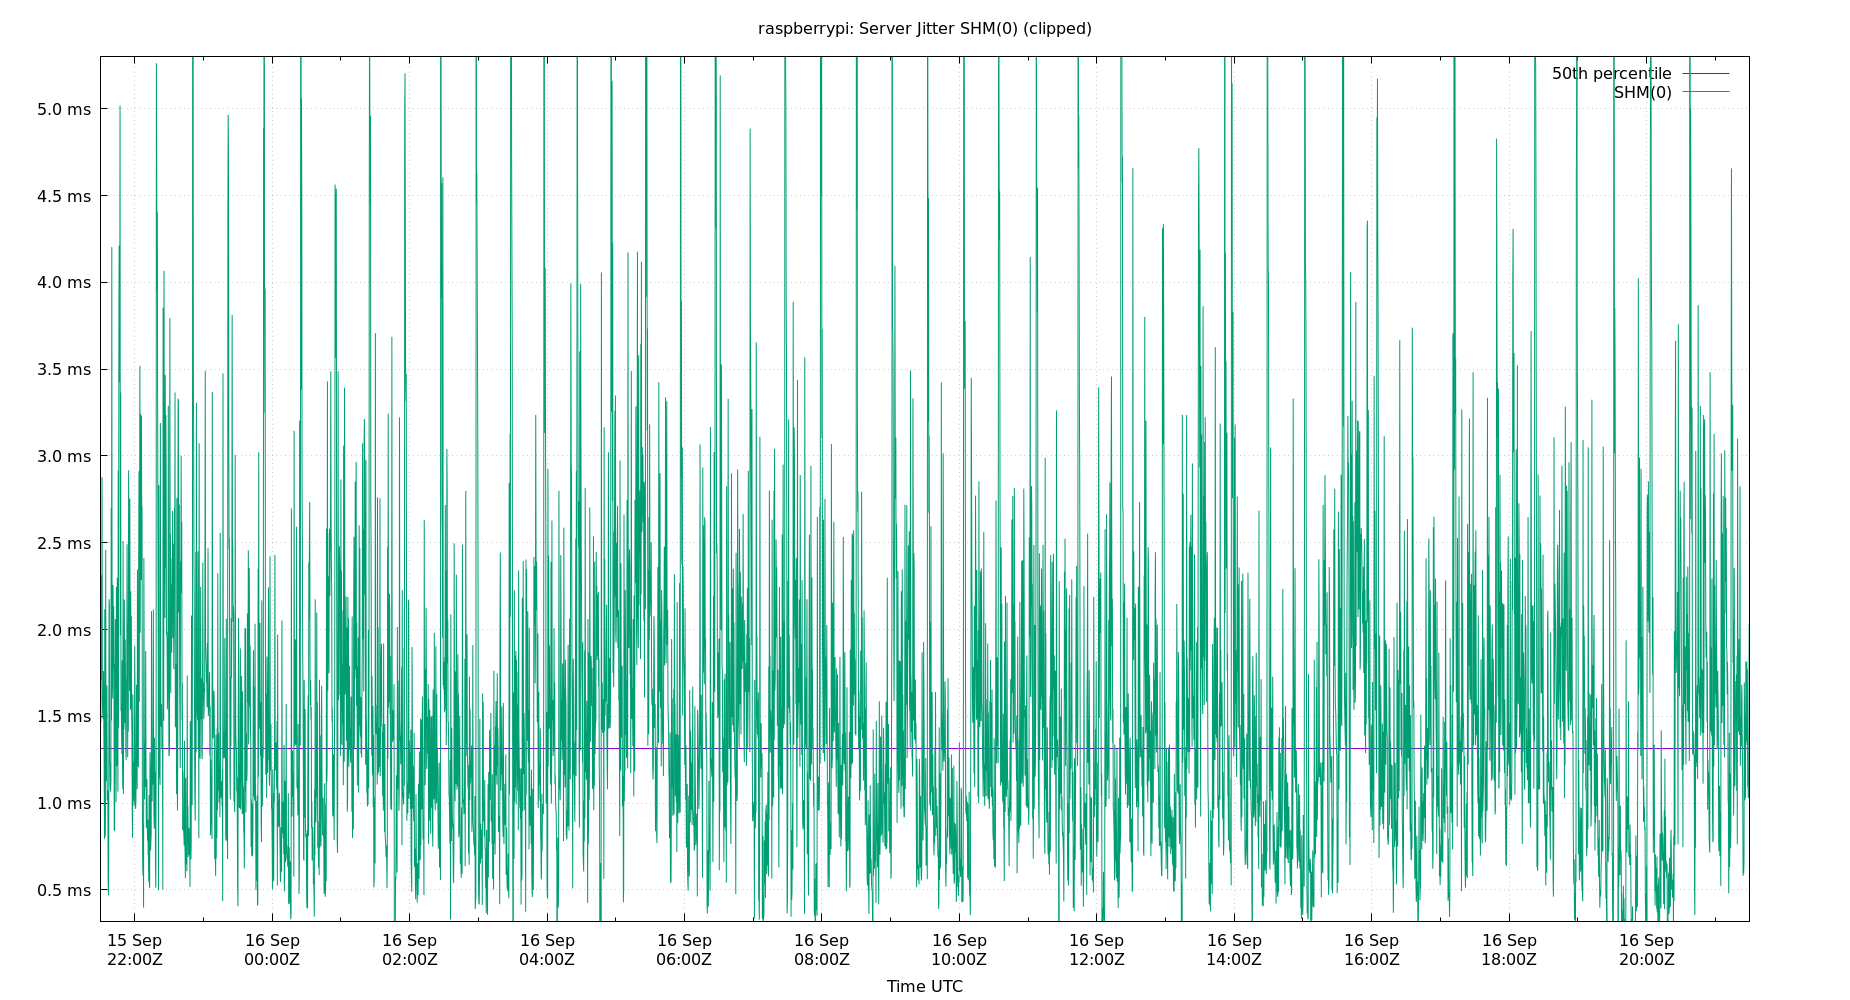 raspberrypi: Server Jitter SHM(0) (clipped)
50th percentile
SHM(0)
5.0 ms
4.5 ms
4.0 ms
3.5 ms
3.0 ms
2.5 ms
2.0 ms
1.5 ms
1.0 ms
0.5 ms
15 Sep 16 Sep 16 Sep 16 Sep 16 Sep 16 Sep 16 Sep 16 Sep 16 Sep 16 Sep 16 Sep 16 Sep
22:00Z 00:00Z 02:00Z 04:00Z 06:00Z 08:00Z 10:00Z 12:00Z 14:00Z 16:00Z 18:00Z 20:00Z
Time UTC